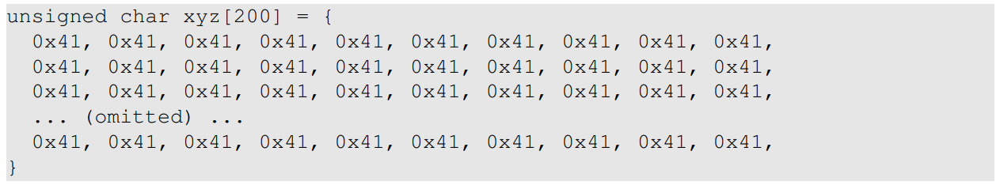 unsigned char xyz[200] = {
0x41, 0x41, 0x41, 0x41, 0x41, 0x41, 0x41, 0x41, 0x41, 0x41,
0x41, 0x41, 0x41, 0x41, 0x41, 0x41, 0x41, 0x41, 0x41, 0x41,
0x41, 0x41, 0x41, 0x41, 0x41, 0x41, 0x41, 0x41, 0x41, 0x41,
... (omitted) ...
0x41, 0x41, 0x41, 0x41, 0x41, 0x41, 0x41, 0x41, 0x41, 0x41,
}